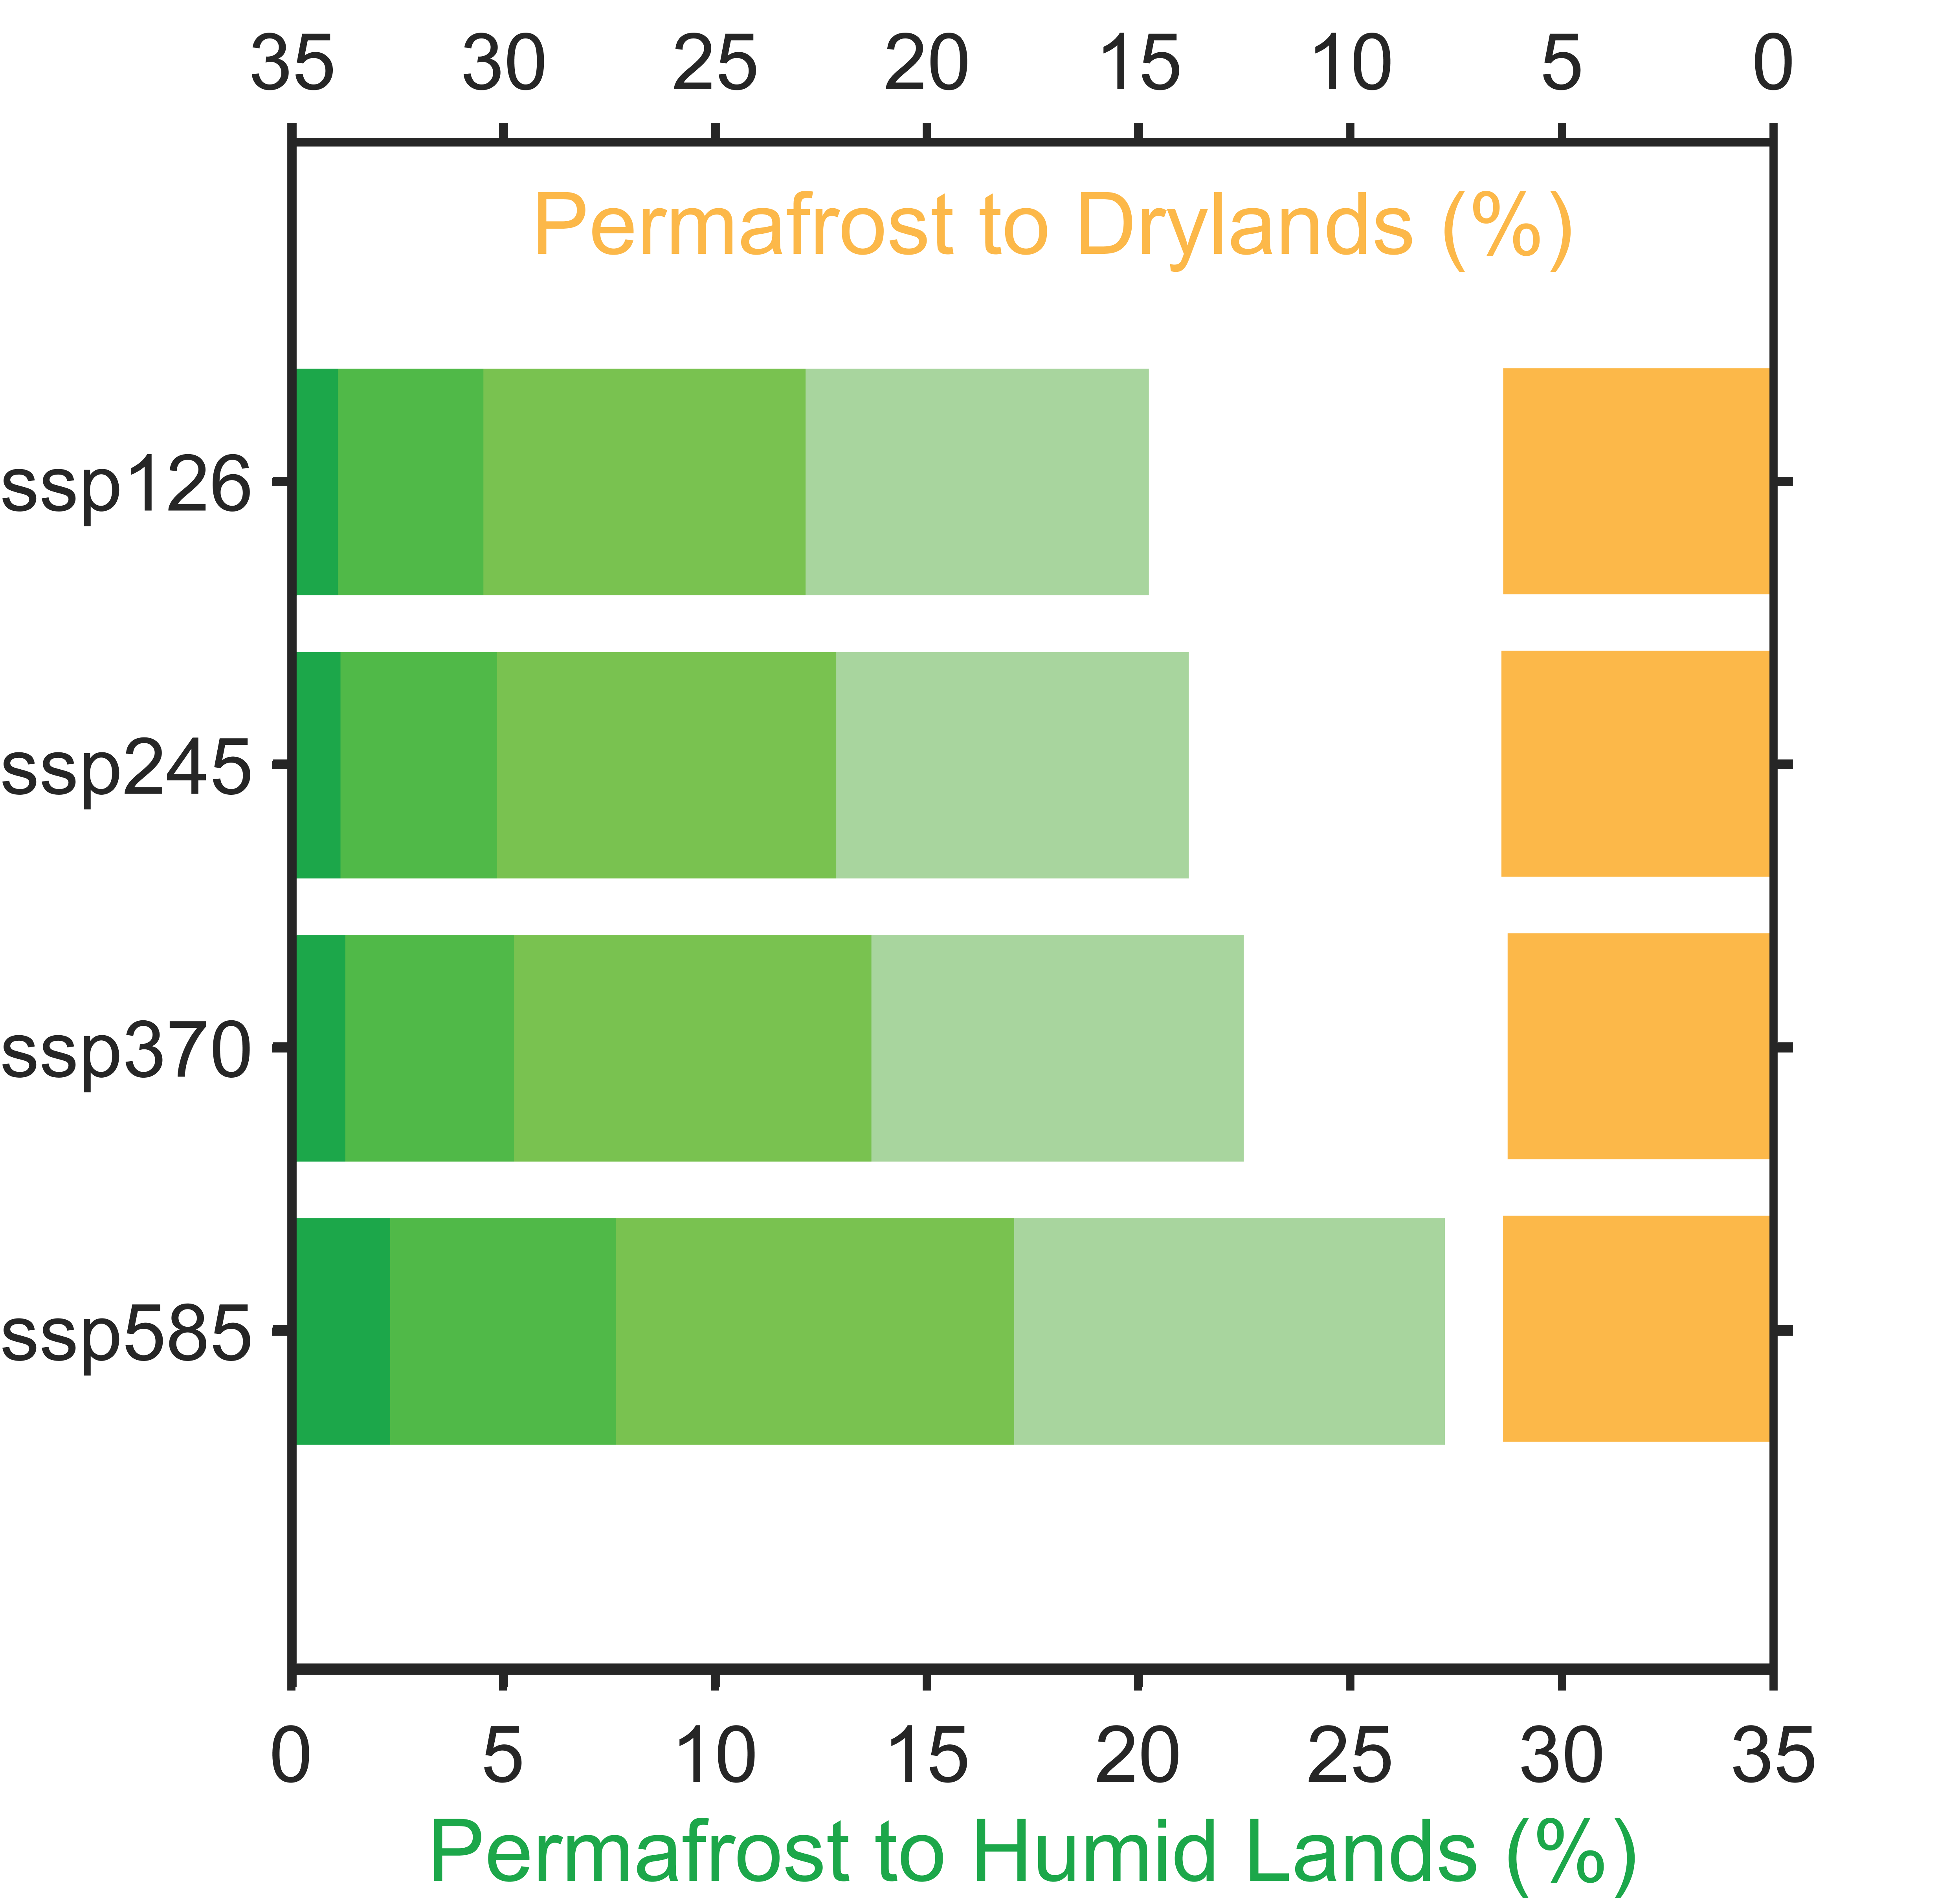 35 30 25 20 15 10 5 0
Permafrost to Drylands (%)
ssp126
ssp245
ssp370
ssp585
0 5 10 15 20 25 30 35
Permafrost to Humid Lands (%)